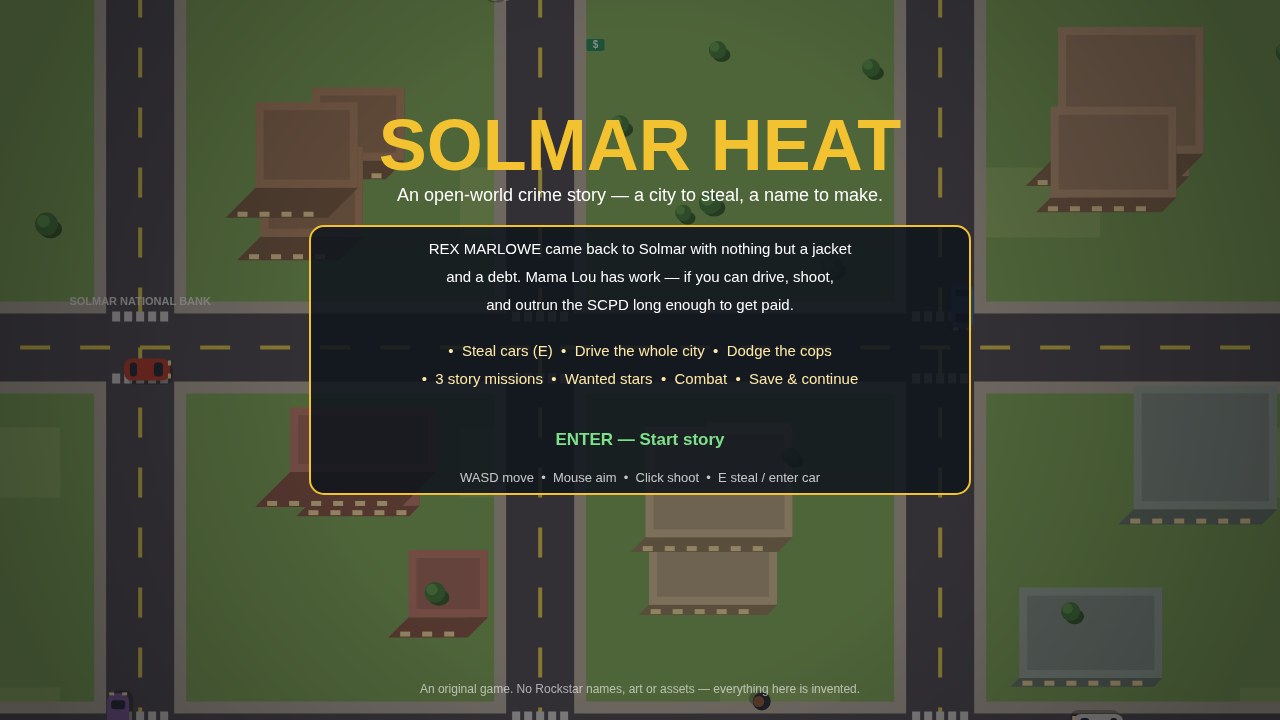 $
SOLMAR HEAT
An open-world crime story — a city to steal, a name to make.
REX MARLOWE came back to Solmar with nothing but a jacket
and a debt. Mama Lou has work — if you can drive, shoot,
and outrun the SCPD long enough to get paid.
SOLMAR NATIONAL BANK
• Steal cars (E) • Drive the whole city • Dodge the cops
• 3 story missions • Wanted stars • Combat • Save & continue
ENTER — Start story
WASD move • Mouse aim • Click shoot • E steal / enter car
An original game. No Rockstar names, art or assets — everything here is invented.